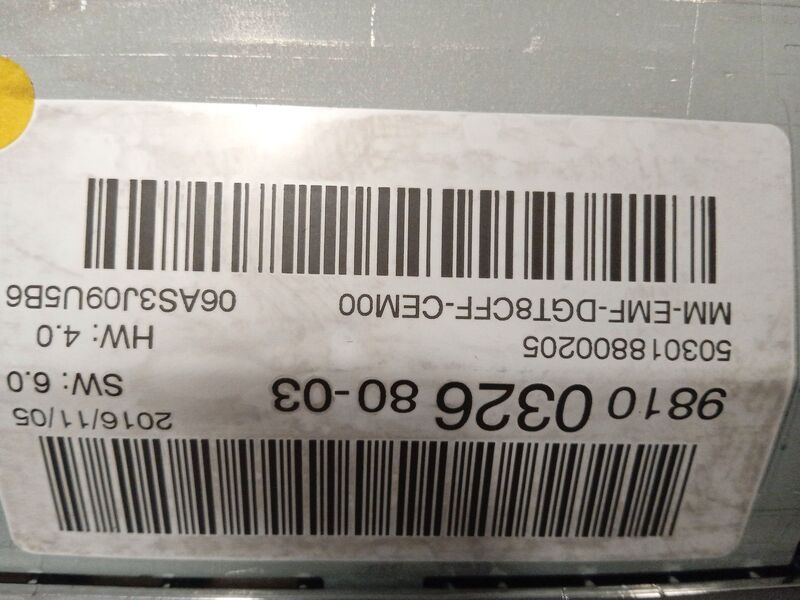 2016/11/05
9810 0326 80-03
SW: 6.0
503018800205
HW: 4.0
MM-EMF-DGT8CFF-CEM00
06AS3J09U5B6